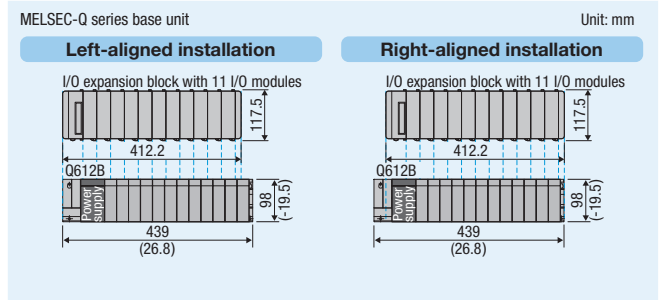 MELSEC-Q series base unit
Unit: mm
Left-aligned installation
I/O expansion block with 11 I/O modules
117.5
412.2
Q612B
Power supply
98
(-19.5)
439
(26.8)
Right-aligned installation
I/O expansion block with 11 I/O modules
117.5
412.2
Q612B
Power supply
98
(-19.5)
439
(26.8)